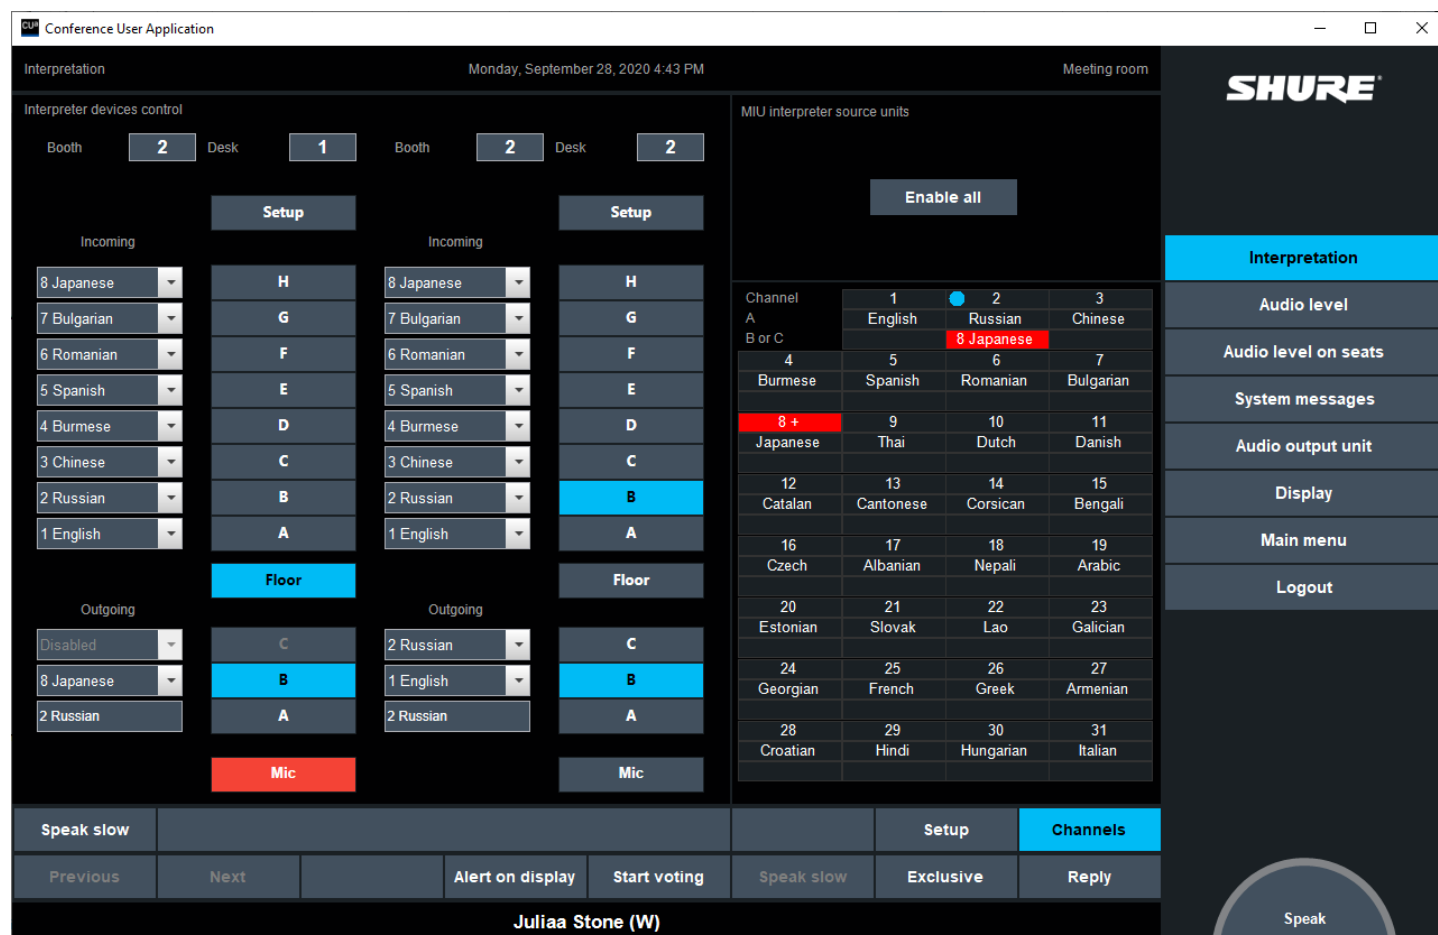 CUa Conference User Application
Interpretation Monday, September 28, 2020 4:43 PM Meeting room
SHURE
Interpreter devices control
Booth 2 Desk 1 Booth 2 Desk 2
Setup Setup
Incoming Incoming
8 Japanese H 8 Japanese H
7 Bulgarian G 7 Bulgarian G
6 Romanian F 6 Romanian F
5 Spanish E 5 Spanish E
4 Burmese D 4 Burmese D
3 Chinese C 3 Chinese C
2 Russian B 2 Russian B
1 English A 1 English A
Floor Floor
Outgoing Outgoing
Disabled C 2 Russian C
8 Japanese B 1 English B
2 Russian A 2 Russian A
Mic Mic
MIU interpreter source units
Enable all
Channel 1 2 3
A English Russian Chinese
B or C 8 Japanese
4 5 6 7
Burmese Spanish Romanian Bulgarian
8 + 9 10 11
Japanese Thai Dutch Danish
12 13 14 15
Catalan Cantonese Corsican Bengali
16 17 18 19
Czech Albanian Nepali Arabic
20 21 22 23
Estonian Slovak Lao Galician
24 25 26 27
Georgian French Greek Armenian
28 29 30 31
Croatian Hindi Hungarian Italian
Interpretation
Audio level
Audio level on seats
System messages
Audio output unit
Display
Main menu
Logout
Speak slow Setup Channels
Previous Next Alert on display Start voting Speak slow Exclusive Reply
Juliaa Stone (W)
Speak